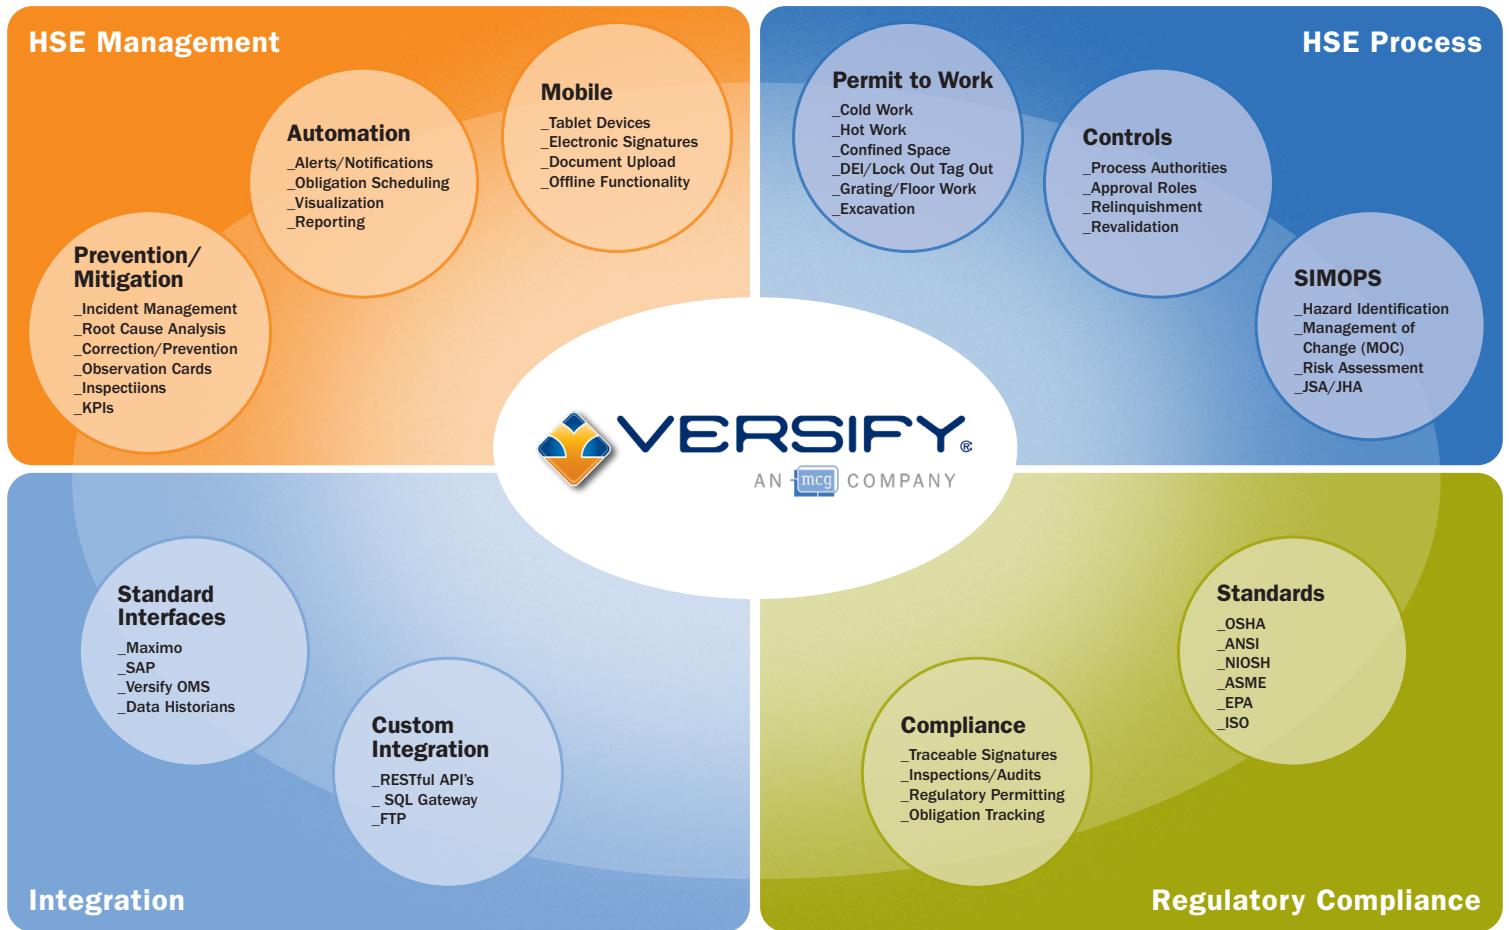 HSE Management
Prevention/
Mitigation
_Incident Management
_Root Cause Analysis
_Correction/Prevention
_Observation Cards
_Inspectiions
_KPIs
Automation
_Alerts/Notifications
_Obligation Scheduling
_Visualization
_Reporting
Mobile
_Tablet Devices
_Electronic Signatures
_Document Upload
_Offline Functionality
HSE Process
Permit to Work
_Cold Work
_Hot Work
_Confined Space
_DEI/Lock Out Tag Out
_Grating/Floor Work
_Excavation
Controls
_Process Authorities
_Approval Roles
_Relinquishment
_Revalidation
SIMOPS
_Hazard Identification
_Management of
Change (MOC)
_Risk Assessment
_JSA/JHA
VERSIFY®
AN mcg COMPANY
Standard
Interfaces
_Maximo
_SAP
_Versify OMS
_Data Historians
Custom
Integration
_RESTful API's
_ SQL Gateway
_FTP
Integration
Compliance
_Traceable Signatures
_Inspections/Audits
_Regulatory Permitting
_Obligation Tracking
Standards
_OSHA
_ANSI
_NIOSH
_ASME
_EPA
_ISO
Regulatory Compliance